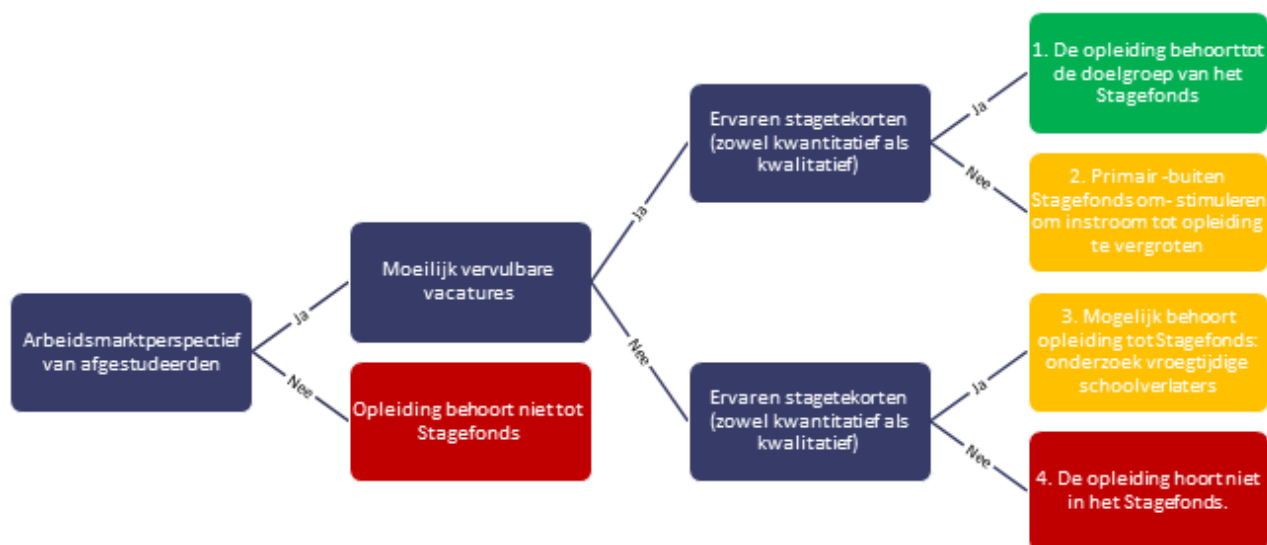 Arbeidsmarktperspectief
van afgestudeerden
Ja
Nee
Moeilijk vervulbare
vacatures
Opleiding behoort niet tot
Stagefonds
Ja
Nee
Ervaren stagetekorten
(zowel kwantitatief als
kwalitatief)
Ja
Nee
1. De opleiding behoorttot
de doelgroep van het
Stagefonds
2. Primair -buiten
Stagefonds om- stimuleren
om instroom tot opleiding
te vergroten
Ervaren stagetekorten
(zowel kwantitatief als
kwalitatief)
Ja
Nee
3. Mogelijk behoort
opleiding tot Stagefonds:
onderzoek vroegtijdige
schoolverlaters
4. De opleiding hoort niet
in het Stagefonds.